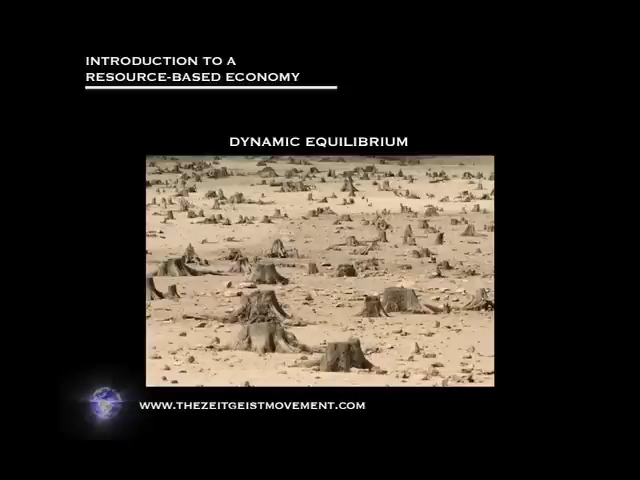 INTRODUCTION TO A
RESOURCE-BASED ECONOMY
DYNAMIC EQUILIBRIUM
WWW.THEZEITGEISTMOVEMENT.COM